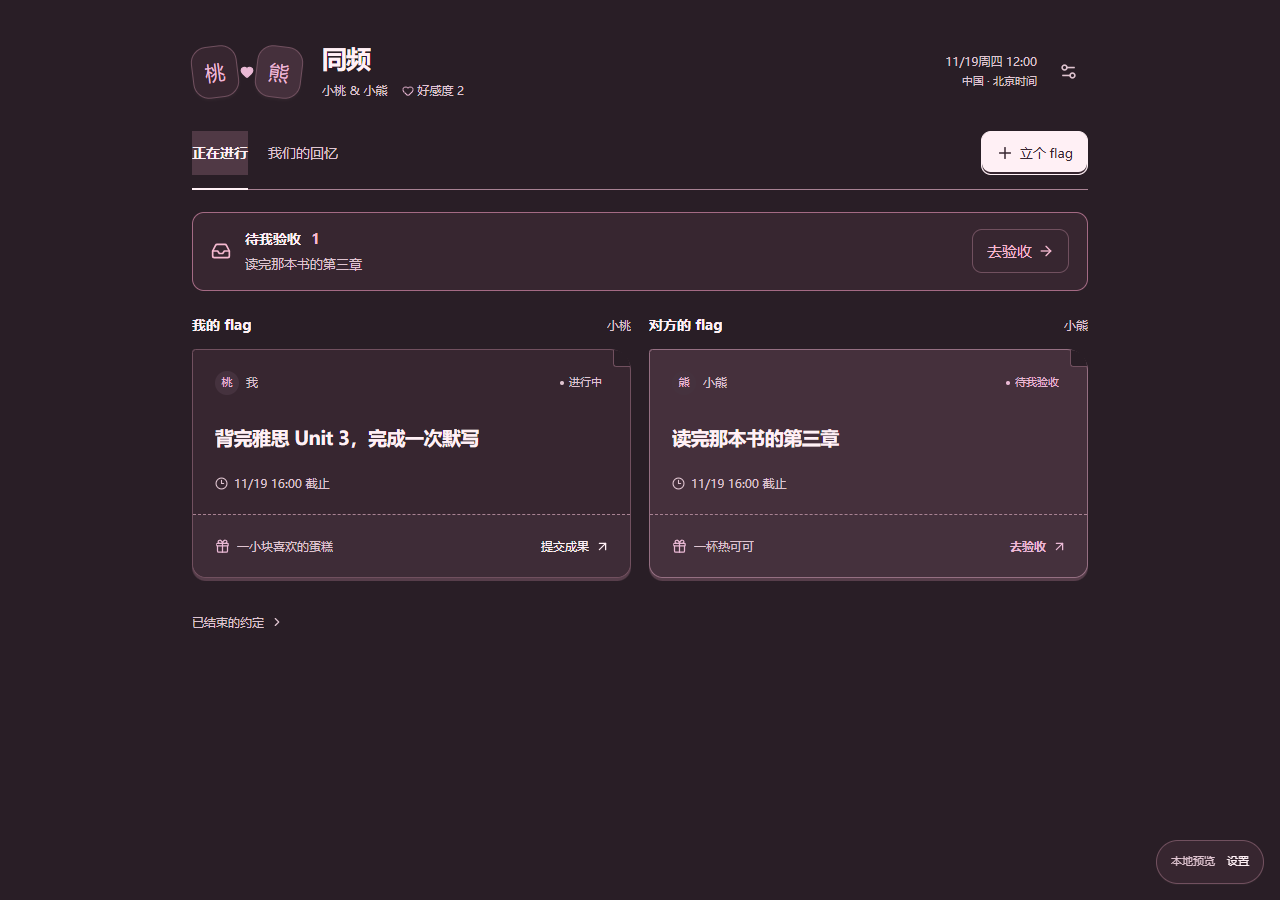 桃 熊
同频
小桃 & 小熊 好感度 2
11/19周四 12:00
中国 · 北京时间
正在进行 我们的回忆
立个 flag
待我验收 1
读完那本书的第三章
去验收
我的 flag 小桃
桃 我 进行中
背完雅思 Unit 3，完成一次默写
11/19 16:00 截止
一小块喜欢的蛋糕 提交成果
对方的 flag 小熊
熊 小熊 待我验收
读完那本书的第三章
11/19 16:00 截止
一杯热可可 去验收
已结束的约定
本地预览 设置